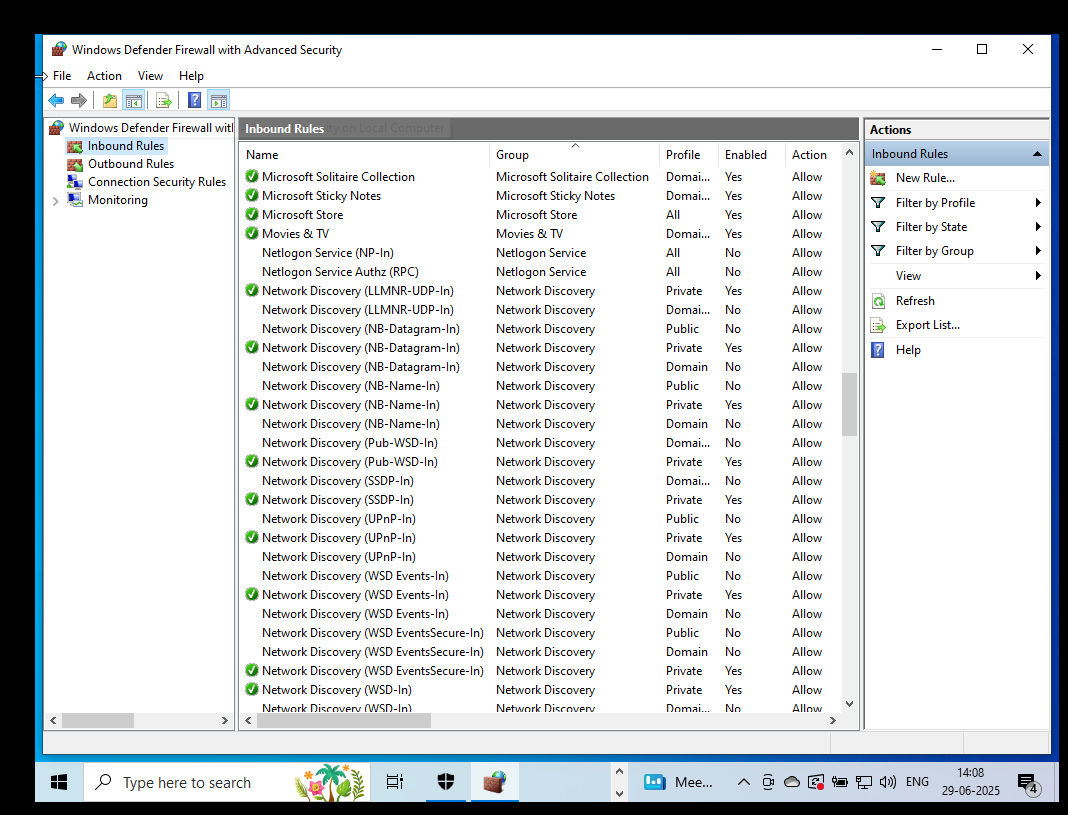 Windows Defender Firewall with Advanced Security
File Action View Help
Windows Defender Firewall wit
Inbound Rules
Outbound Rules
Connection Security Rules
Monitoring
Inbound Rules
Name Group Profile Enabled Action
Microsoft Solitaire Collection Microsoft Solitaire Collection Domai... Yes Allow
Microsoft Sticky Notes Microsoft Sticky Notes Domai... Yes Allow
Microsoft Store Microsoft Store All Yes Allow
Movies & TV Movies & TV Domai... Yes Allow
Netlogon Service (NP-In) Netlogon Service All No Allow
Netlogon Service Authz (RPC) Netlogon Service All No Allow
Network Discovery (LLMNR-UDP-In) Network Discovery Private Yes Allow
Network Discovery (LLMNR-UDP-In) Network Discovery Domai... No Allow
Network Discovery (NB-Datagram-In) Network Discovery Public No Allow
Network Discovery (NB-Datagram-In) Network Discovery Private Yes Allow
Network Discovery (NB-Datagram-In) Network Discovery Domain No Allow
Network Discovery (NB-Name-In) Network Discovery Public No Allow
Network Discovery (NB-Name-In) Network Discovery Private Yes Allow
Network Discovery (NB-Name-In) Network Discovery Domain No Allow
Network Discovery (Pub-WSD-In) Network Discovery Domai... No Allow
Network Discovery (Pub-WSD-In) Network Discovery Private Yes Allow
Network Discovery (SSDP-In) Network Discovery Domai... No Allow
Network Discovery (SSDP-In) Network Discovery Private Yes Allow
Network Discovery (UPnP-In) Network Discovery Public No Allow
Network Discovery (UPnP-In) Network Discovery Private Yes Allow
Network Discovery (UPnP-In) Network Discovery Domain No Allow
Network Discovery (WSD Events-In) Network Discovery Public No Allow
Network Discovery (WSD Events-In) Network Discovery Private Yes Allow
Network Discovery (WSD Events-In) Network Discovery Domain No Allow
Network Discovery (WSD EventsSecure-In) Network Discovery Public No Allow
Network Discovery (WSD EventsSecure-In) Network Discovery Domain No Allow
Network Discovery (WSD EventsSecure-In) Network Discovery Private Yes Allow
Network Discovery (WSD-In) Network Discovery Private Yes Allow
Network Discovery (WSD-In) Network Discovery Domai... No Allow
Actions
Inbound Rules
New Rule...
Filter by Profile
Filter by State
Filter by Group
View
Refresh
Export List...
Help
Type here to search
Mee...
ENG
14:08
29-06-2025
4